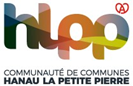 hlpp
COMMUNAUTÉ DE COMMUNES
HANAU LA PETITE PIERRE